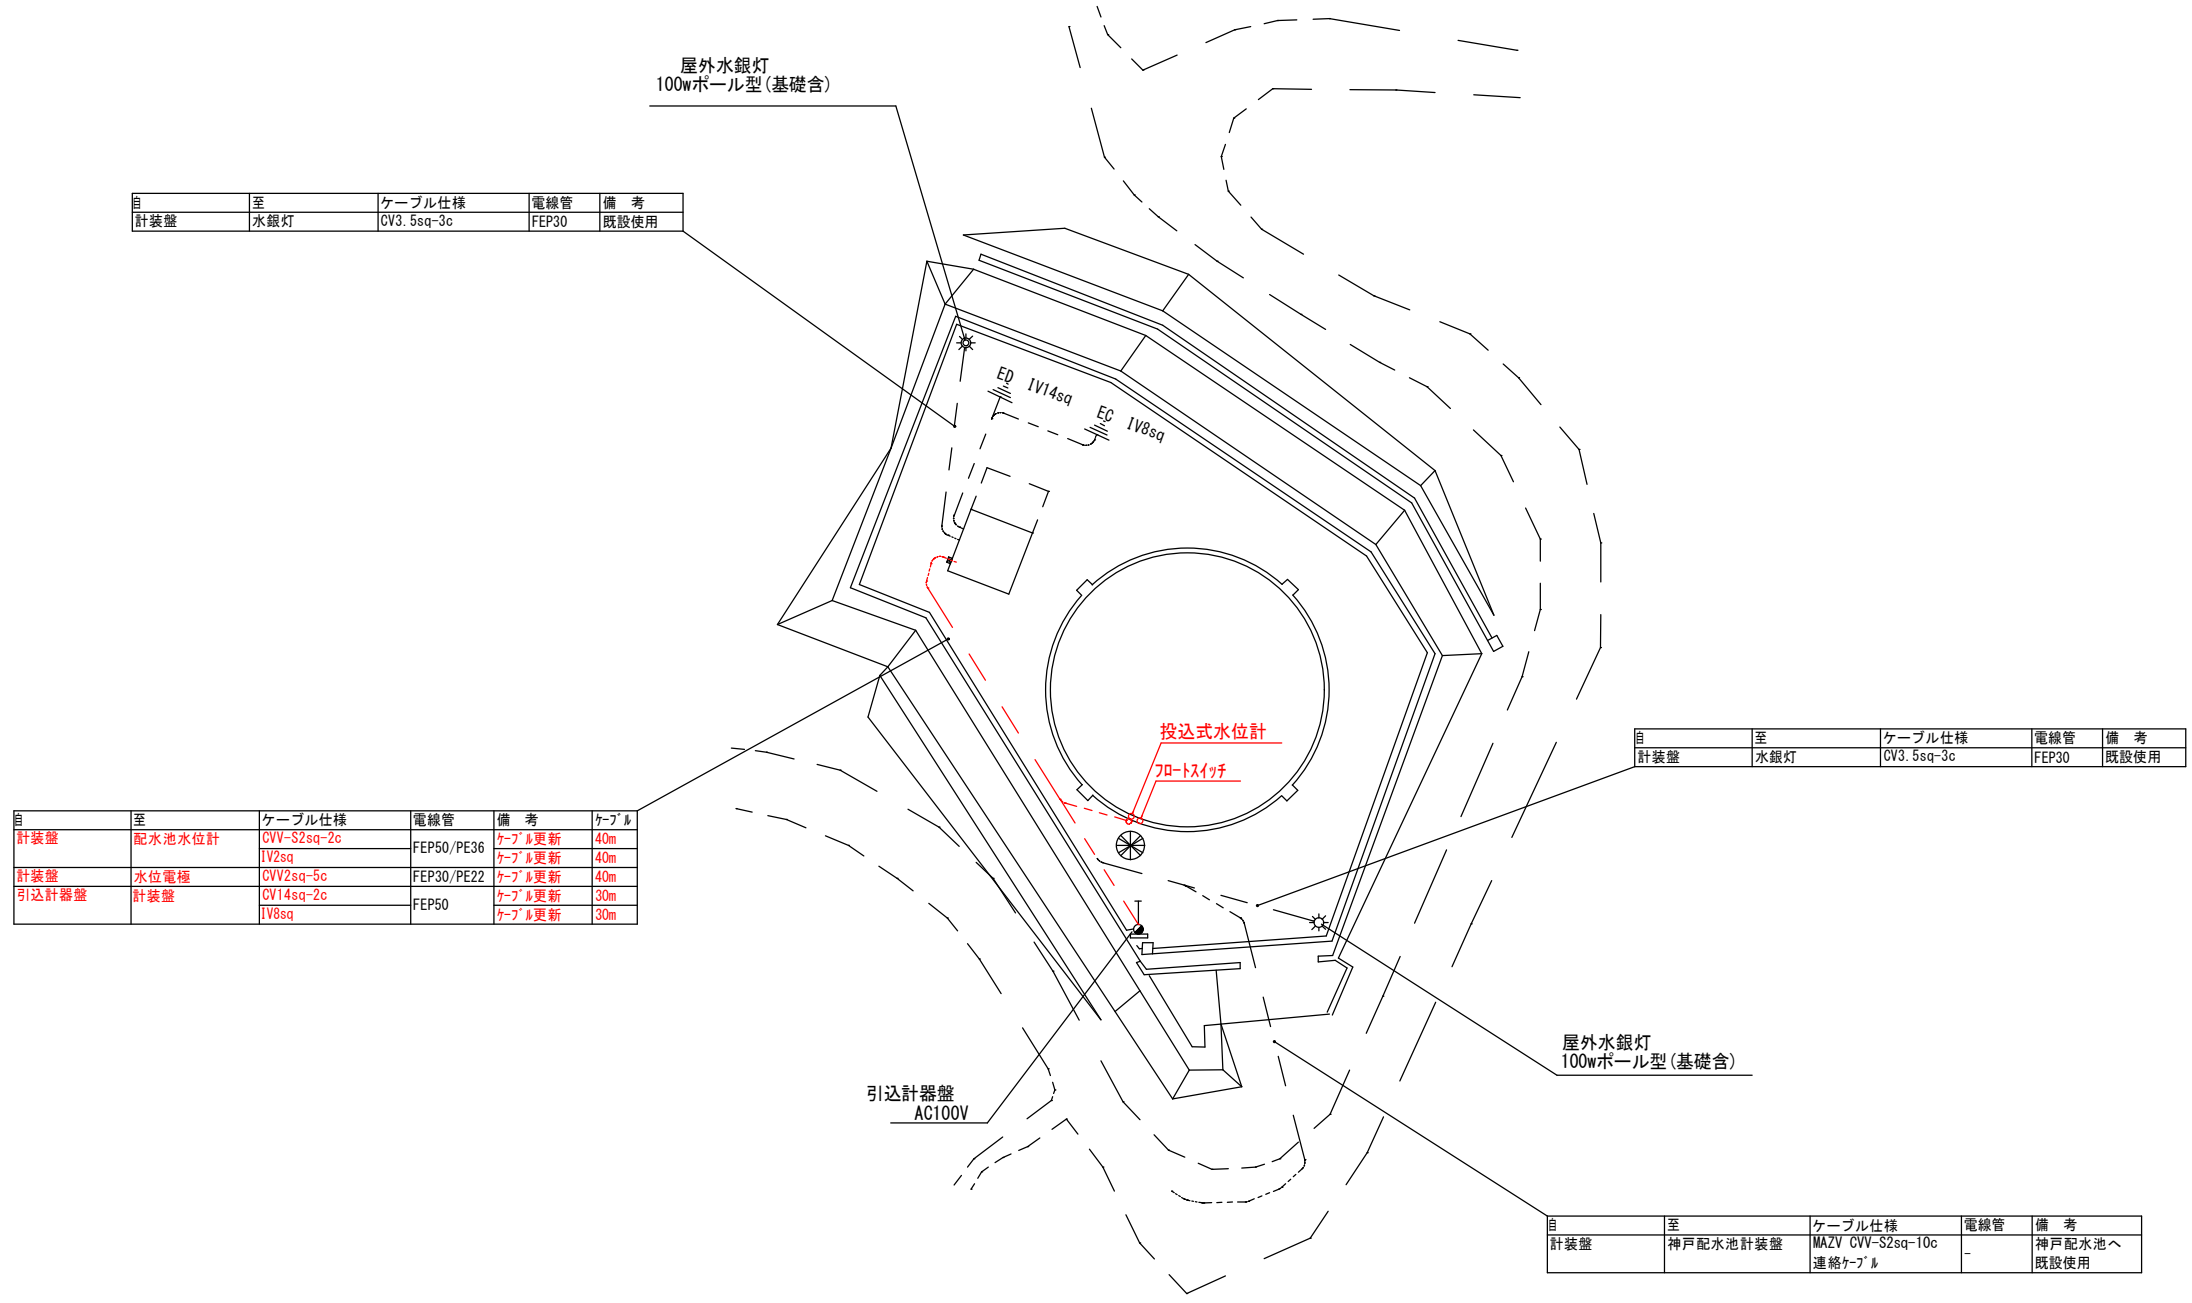 屋外水銀灯
100wポール型(基礎含)
自 至 ケーブル仕様 電線管 備　考
計装盤 水銀灯 CV3.5sq-3c FEP30 既設使用
ED IV14sq
EC IV8sq
投込式水位計
フロートスイッチ
自 至 ケーブル仕様 電線管 備　考
計装盤 水銀灯 CV3.5sq-3c FEP30 既設使用
自 至 ケーブル仕様 電線管 備　考 ケーブル
計装盤 配水池水位計 CVV-S2sq-2c FEP50/PE36 ケーブル更新 40m
IV2sq ケーブル更新 40m
計装盤 水位電極 CVV2sq-5c FEP30/PE22 ケーブル更新 40m
引込計器盤 計装盤 CV14sq-2c FEP50 ケーブル更新 30m
IV8sq ケーブル更新 30m
屋外水銀灯
100wポール型(基礎含)
引込計器盤
AC100V
自 至 ケーブル仕様 電線管 備　考
計装盤 神戸配水池計装盤 MAZV CVV-S2sq-10c - 神戸配水池へ
連絡ケーブル 既設使用